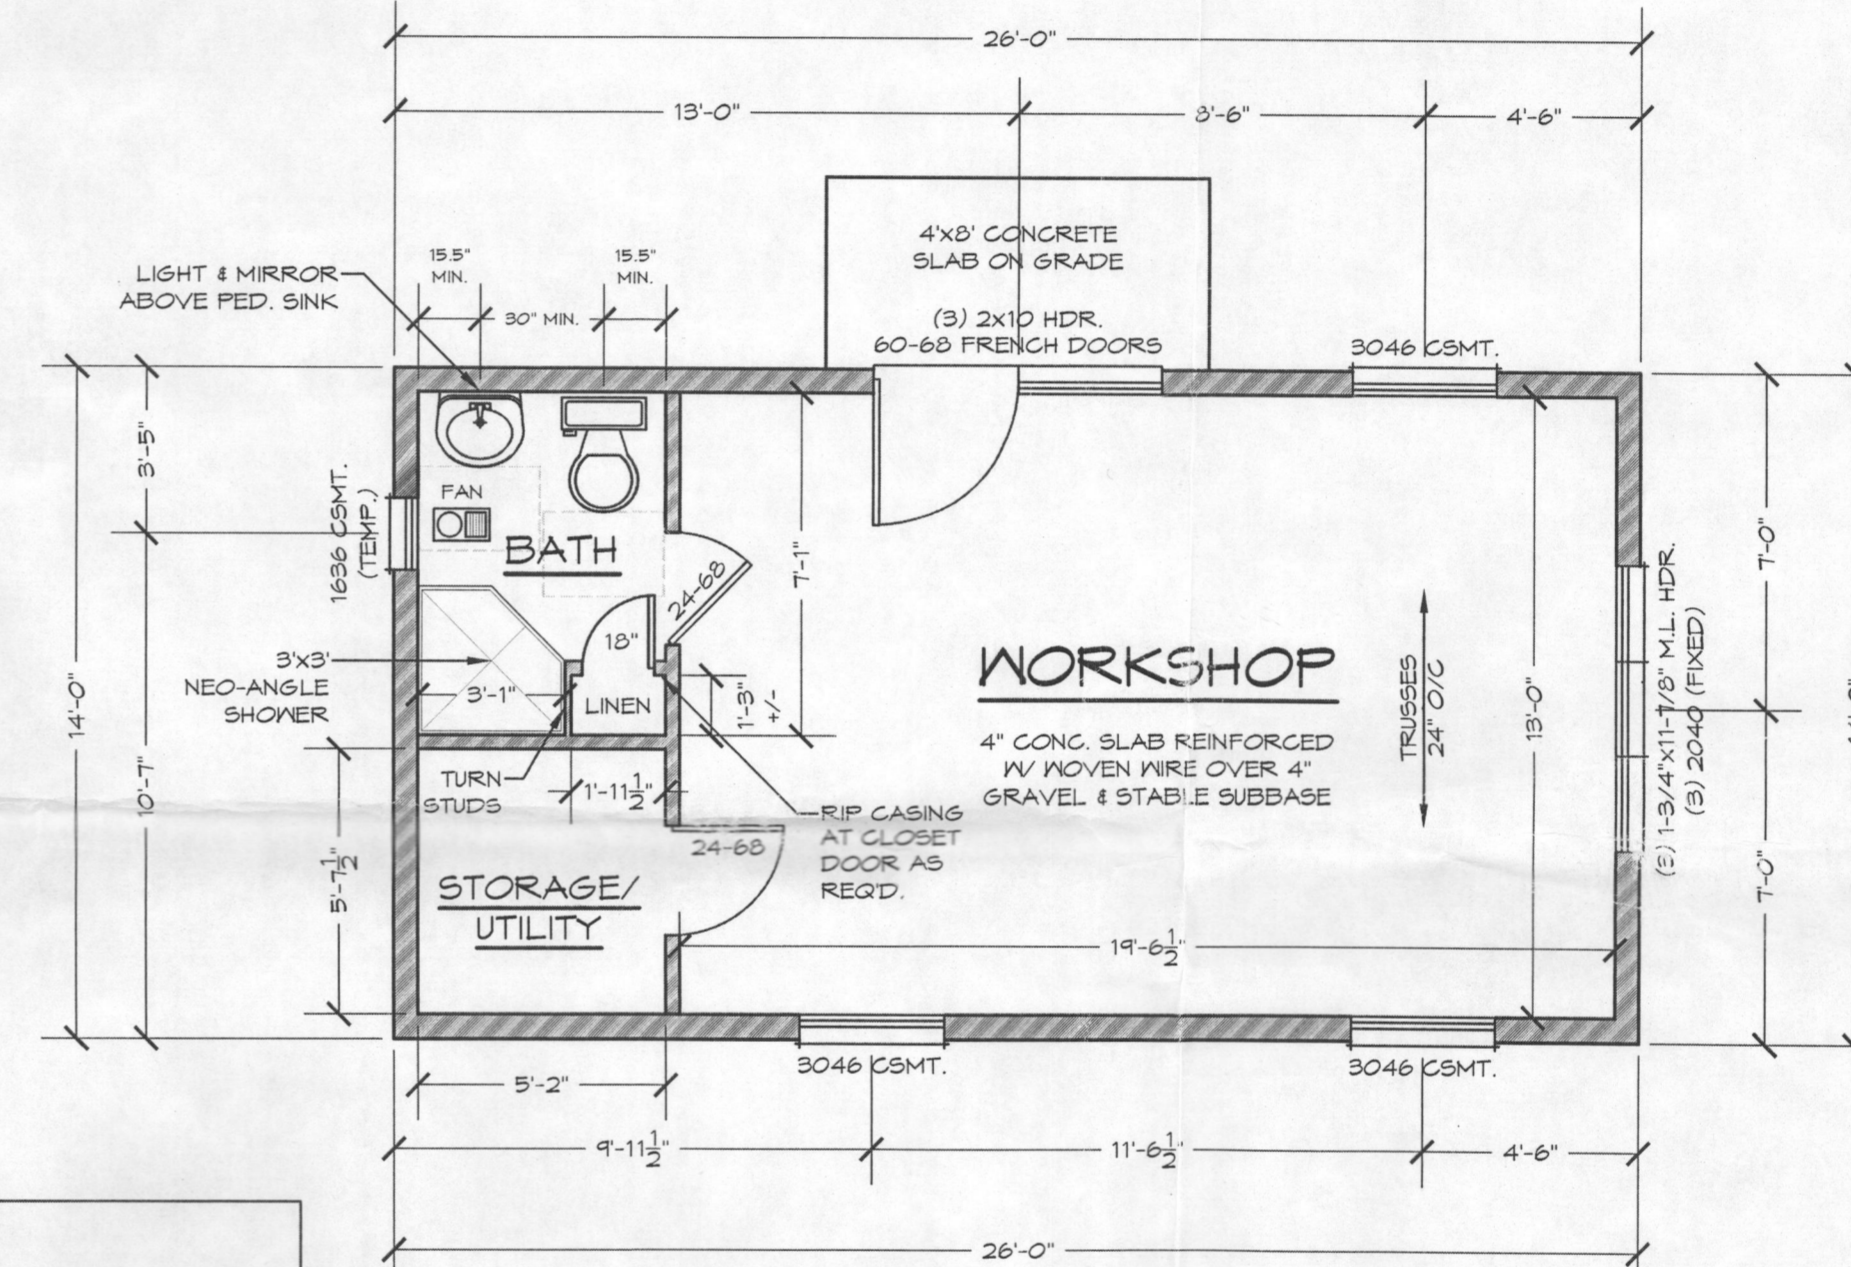 26'-0"
13'-0"
8'-6"
4'-6"
4'x8' CONCRETE
SLAB ON GRADE
(3) 2x10 HDR.
60-68 FRENCH DOORS
15.5"
MIN.
30" MIN.
15.5"
MIN.
LIGHT & MIRROR
ABOVE PED. SINK
3046 CSMT.
3'-5"
10'-7"
14'-0"
1636 CSMT.
(TEMP.)
FAN
BATH
24-68
18"
7'-1"
3'x3'
NEO-ANGLE
SHOWER
3'-1"
LINEN
1'-3"
+/-
WORKSHOP
4" CONC. SLAB REINFORCED
W/ WOVEN WIRE OVER 4"
GRAVEL & STABLE SUBBASE
TRUSSES
24" O/C
13'-0"
(3) 1-3/4"x11-7/8" M.L. HDR.
(3) 2040 (FIXED)
7'-0"
7'-0"
TURN
STUDS
1'-11 1/2"
RIP CASING
AT CLOSET
DOOR AS
REQ'D.
24-68
5'-7 1/2"
STORAGE/
UTILITY
19'-6 1/2"
3046 CSMT.
3046 CSMT.
5'-2"
9'-11 1/2"
11'-6 1/2"
4'-6"
26'-0"